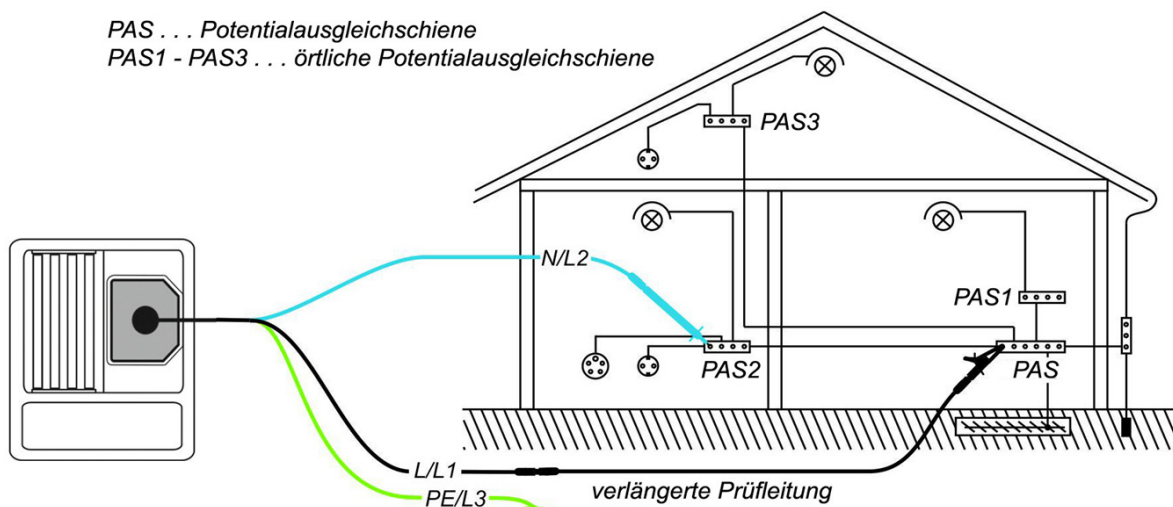 PAS . . . Potentialausgleichschiene
PAS1 - PAS3 . . . örtliche Potentialausgleichschiene
PAS3
N/L2
PAS1
PAS2
PAS
L/L1
verlängerte Prüfleitung
PE/L3